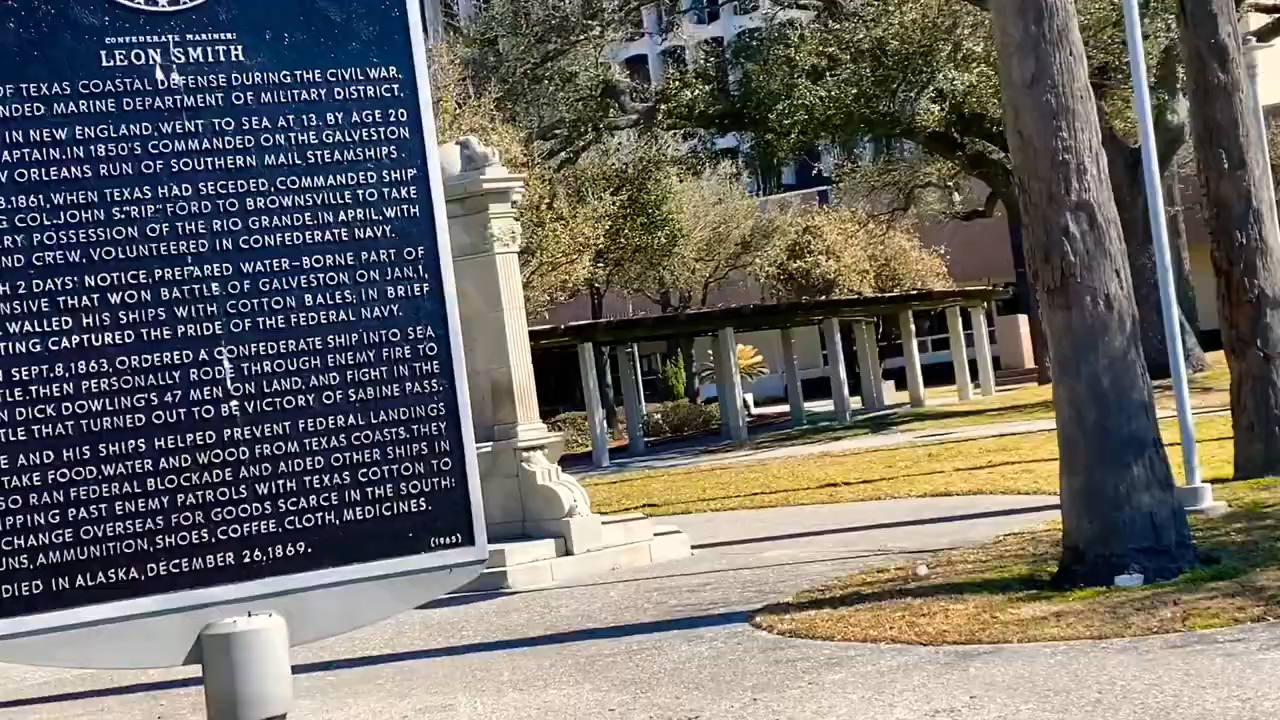 CONFEDERATE MARINER:
LEON SMITH
OF TEXAS COASTAL DEFENSE DURING THE CIVIL WAR.
NDED MARINE DEPARTMENT OF MILITARY DISTRICT.
IN NEW ENGLAND, WENT TO SEA AT 13. BY AGE 20
APTAIN. IN 1850'S COMMANDED ON THE GALVESTON
W ORLEANS RUN OF SOUTHERN MAIL STEAMSHIPS.
B. 1861, WHEN TEXAS HAD SECEDED, COMMANDED SHIP
G COL. JOHN S. "RIP" FORD TO BROWNSVILLE TO TAKE
RY POSSESSION OF THE RIO GRANDE. IN APRIL, WITH
ND CREW, VOLUNTEERED IN CONFEDERATE NAVY.
H 2 DAYS' NOTICE, PREPARED WATER-BORNE PART OF
NSIVE THAT WON BATTLE OF GALVESTON ON JAN. 1,
WALLED HIS SHIPS WITH COTTON BALES; IN BRIEF
TING CAPTURED THE PRIDE OF THE FEDERAL NAVY.
N SEPT. 8, 1863, ORDERED A CONFEDERATE SHIP INTO SEA
TLE. THEN PERSONALLY RODE THROUGH ENEMY FIRE TO
N DICK DOWLING'S 47 MEN ON LAND, AND FIGHT IN THE
TLE THAT TURNED OUT TO BE VICTORY OF SABINE PASS.
E AND HIS SHIPS HELPED PREVENT FEDERAL LANDINGS
TAKE FOOD, WATER AND WOOD FROM TEXAS COASTS. THEY
SO RAN FEDERAL BLOCKADE AND AIDED OTHER SHIPS IN
IPPING PAST ENEMY PATROLS WITH TEXAS COTTON TO
CHANGE OVERSEAS FOR GOODS SCARCE IN THE SOUTH:
UNS, AMMUNITION, SHOES, COFFEE, CLOTH, MEDICINES.
DIED IN ALASKA, DECEMBER 26, 1869.
(1965)